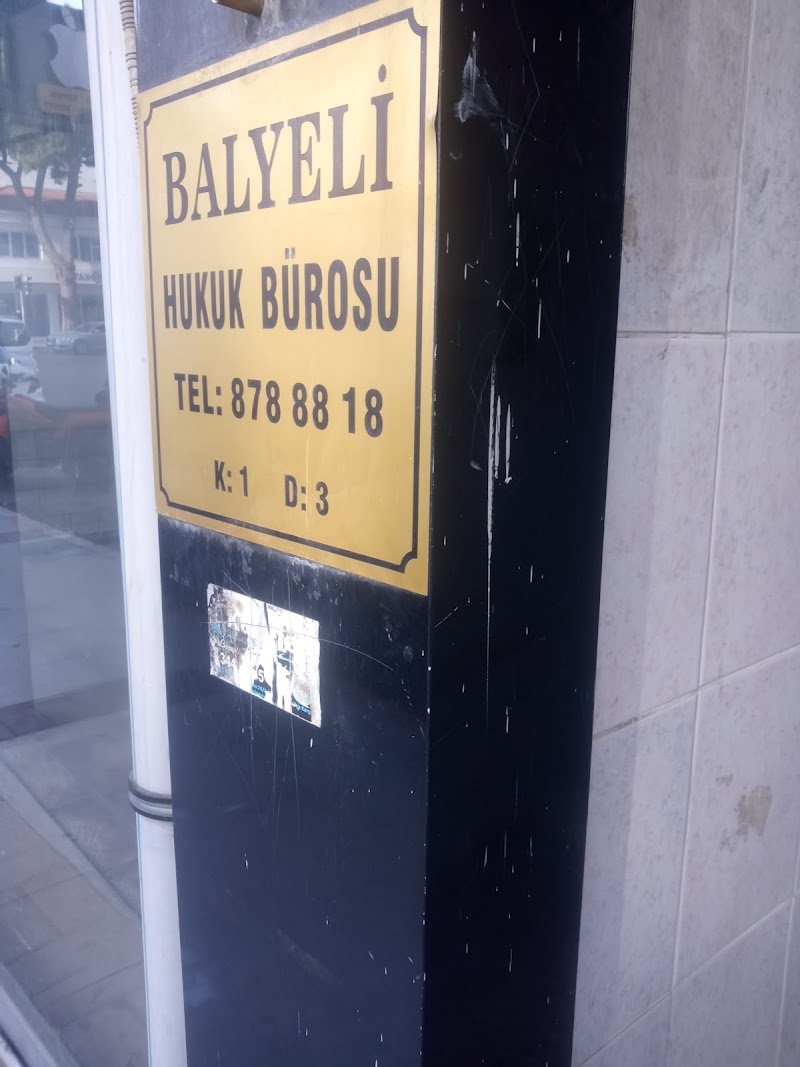 BALYELİ
HUKUK BÜROSU
TEL: 878 88 18
K: 1 D: 3